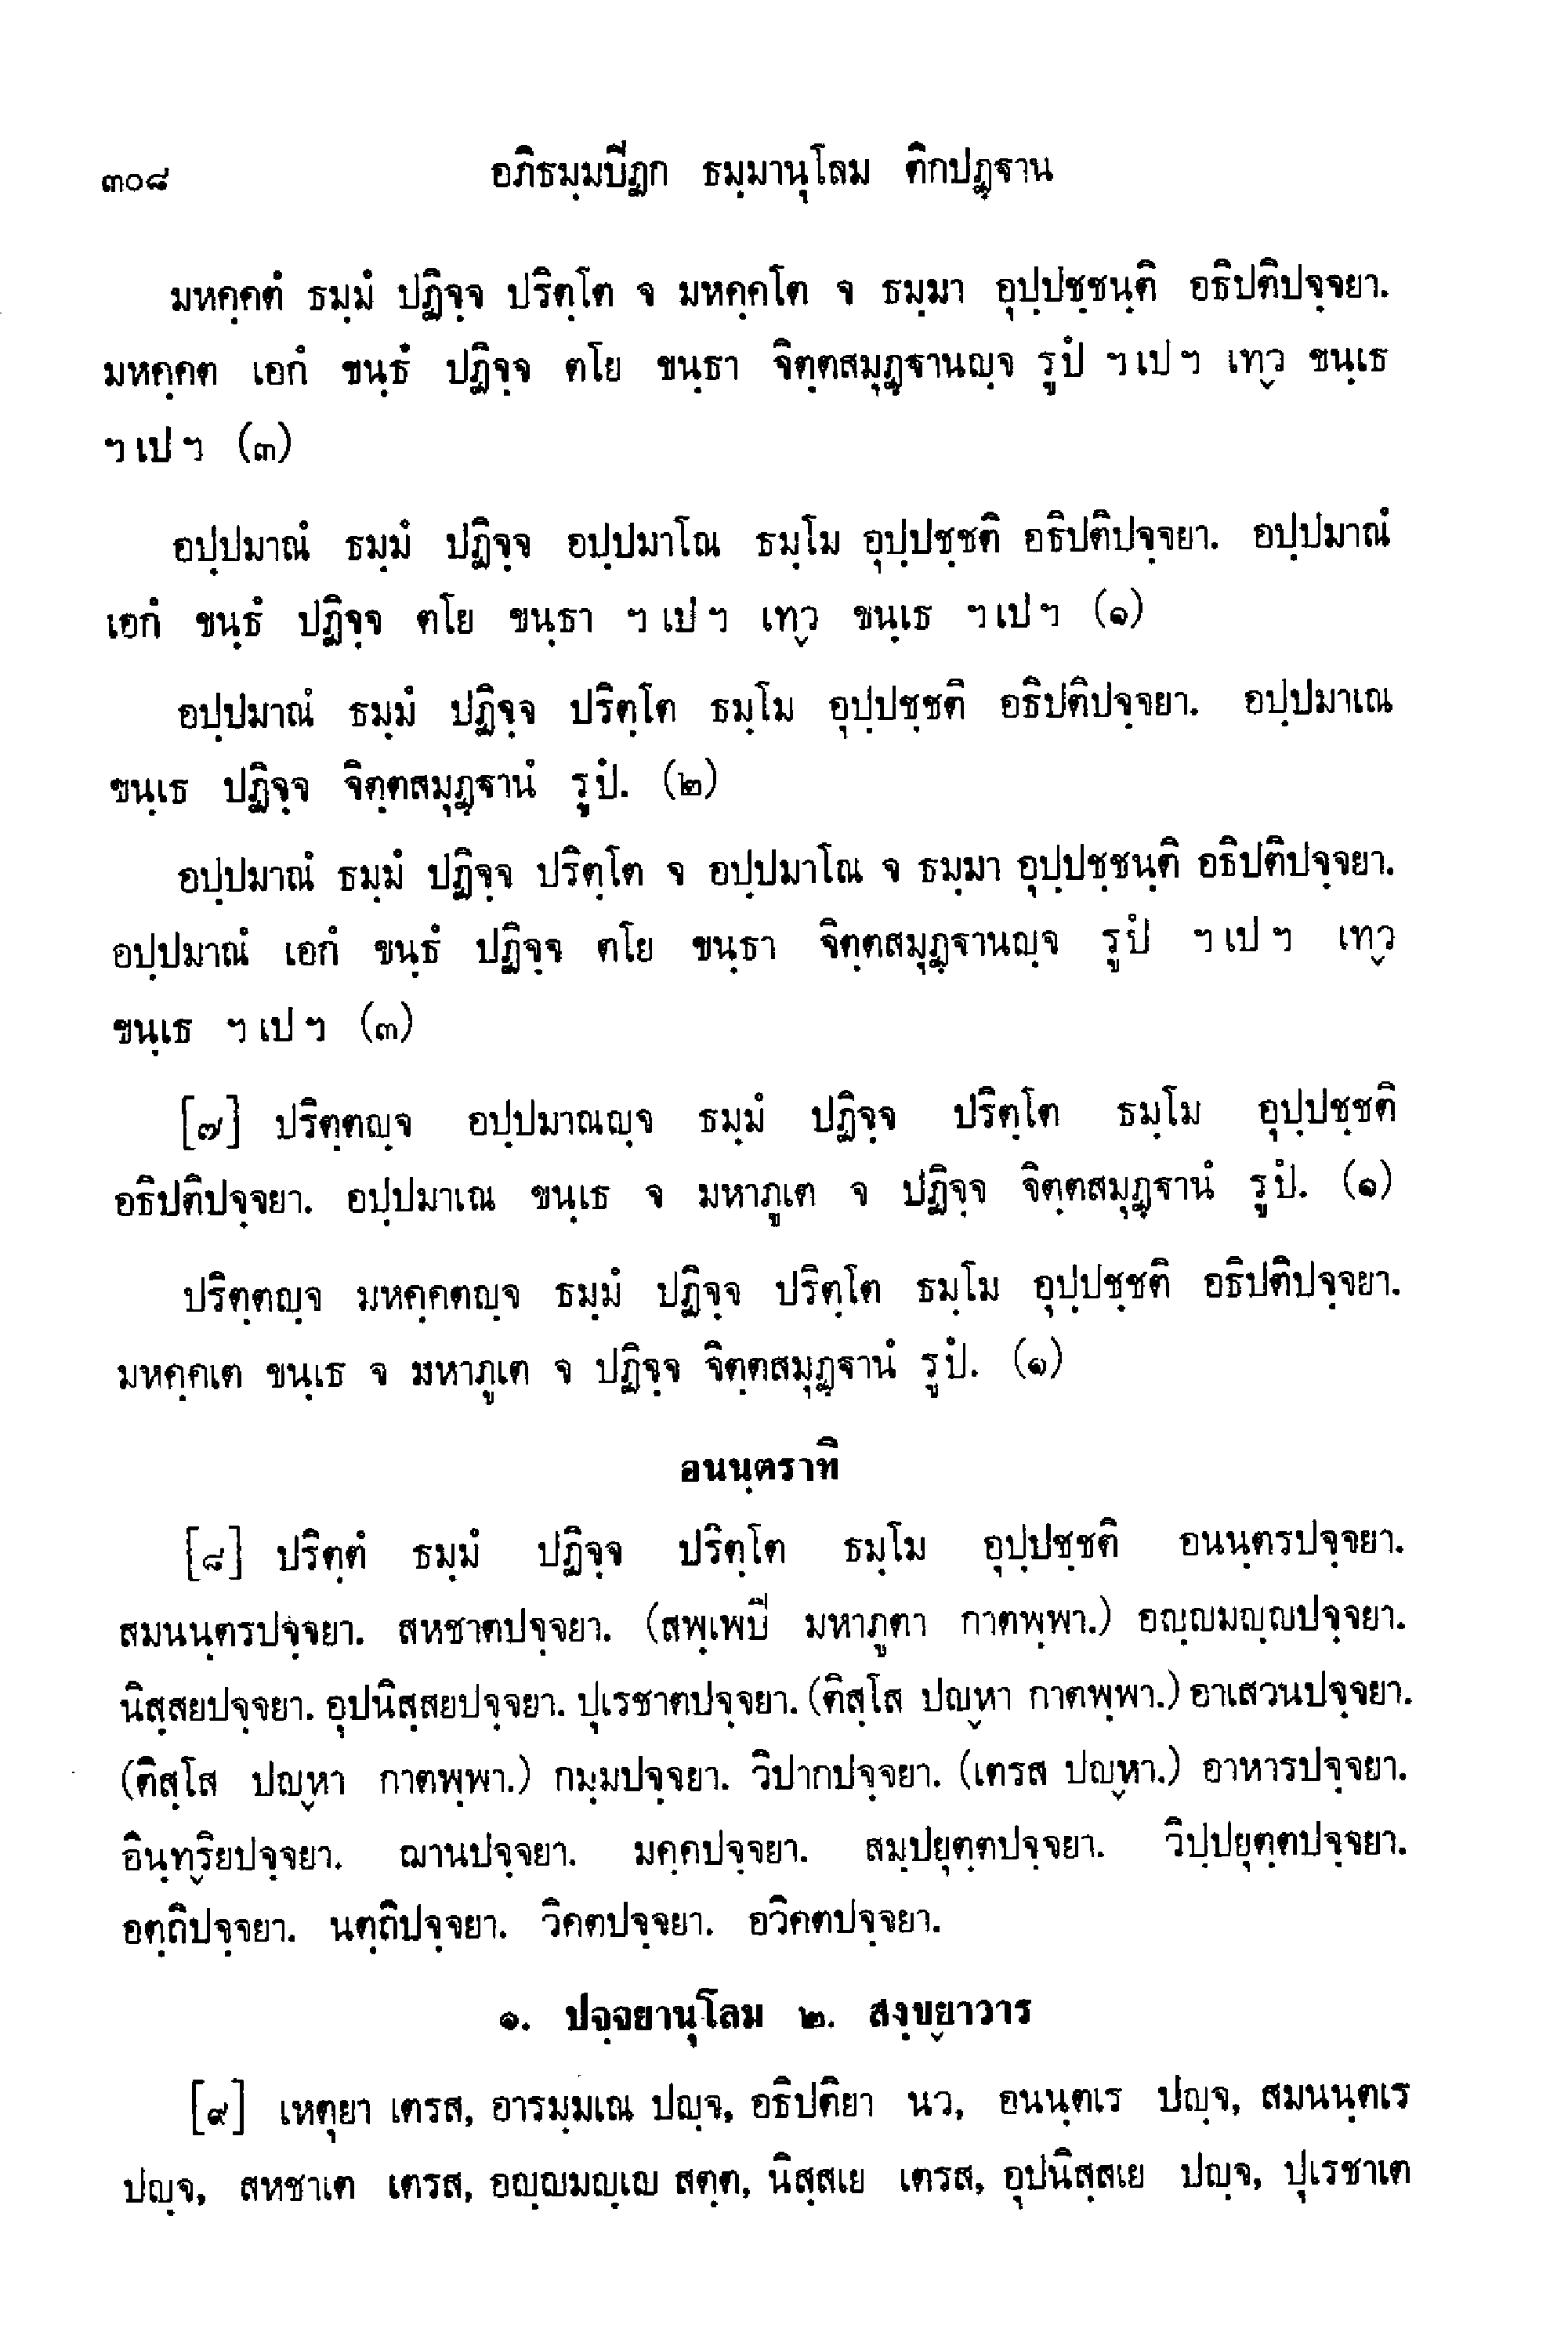 ๓๐๘ อภิธมฺมปิฏก ธมฺมานุโลม ติกปฏฺฐาน
มหคฺคตํ ธมฺมํ ปฏิจฺจ ปริตฺโต จ มหคฺคโต จ ธมฺมา อุปฺปชฺชนฺติ อธิปติปจฺจยา.
มหคฺคต เอกํ ขนฺธํ ปฏิจฺจ ตโย ขนฺธา จิตฺตสมุฏฺฐานญฺจ รูปํ ฯ เป ฯ เทฺว ขนฺเธ
ฯ เป ฯ (๓)
อปฺปมาณํ ธมฺมํ ปฏิจฺจ อปฺปมาโณ ธมฺโม อุปฺปชฺชติ อธิปติปจฺจยา. อปฺปมาณํ
เอกํ ขนฺธํ ปฏิจฺจ ตโย ขนฺธา ฯ เป ฯ เทฺว ขนฺเธ ฯ เป ฯ (๑)
อปฺปมาณํ ธมฺมํ ปฏิจฺจ ปริตฺโต ธมฺโม อุปฺปชฺชติ อธิปติปจฺจยา. อปฺปมาเณ
ขนฺเธ ปฏิจฺจ จิตฺตสมุฏฺฐานํ รูปํ. (๒)
อปฺปมาณํ ธมฺมํ ปฏิจฺจ ปริตฺโต จ อปฺปมาโณ จ ธมฺมา อุปฺปชฺชนฺติ อธิปติปจฺจยา.
อปฺปมาณํ เอกํ ขนฺธํ ปฏิจฺจ ตโย ขนฺธา จิตฺตสมุฏฺฐานญฺจ รูปํ ฯ เป ฯ เทฺว
ขนฺเธ ฯ เป ฯ (๓)
[๗] ปริตฺตญฺจ อปฺปมาณญฺจ ธมฺมํ ปฏิจฺจ ปริตฺโต ธมฺโม อุปฺปชฺชติ
อธิปติปจฺจยา. อปฺปมาเณ ขนฺเธ จ มหาภูเต จ ปฏิจฺจ จิตฺตสมุฏฺฐานํ รูปํ. (๑)
ปริตฺตญฺจ มหคฺคตญฺจ ธมฺมํ ปฏิจฺจ ปริตฺโต ธมฺโม อุปฺปชฺชติ อธิปติปจฺจยา.
มหคฺคเต ขนฺเธ จ มหาภูเต จ ปฏิจฺจ จิตฺตสมุฏฺฐานํ รูปํ. (๑)
อนนฺตราทิ
[๘] ปริตฺตํ ธมฺมํ ปฏิจฺจ ปริตฺโต ธมฺโม อุปฺปชฺชติ อนนฺตรปจฺจยา.
สมนนฺตรปจฺจยา. สหชาตปจฺจยา. (สพฺเพปิ มหาภูตา กาตพฺพา.) อญฺญมญฺญปจฺจยา.
นิสฺสยปจฺจยา. อุปนิสฺสยปจฺจยา. ปุเรชาตปจฺจยา. (ติสฺโส ปญฺหา กาตพฺพา.) อาเสวนปจฺจยา.
(ติสฺโส ปญฺหา กาตพฺพา.) กมฺมปจฺจยา. วิปากปจฺจยา. (เตรส ปญฺหา.) อาหารปจฺจยา.
อินฺทฺริยปจฺจยา. ฌานปจฺจยา. มคฺคปจฺจยา. สมฺปยุตฺตปจฺจยา. วิปฺปยุตฺตปจฺจยา.
อตฺถิปจฺจยา. นตฺถิปจฺจยา. วิคตปจฺจยา. อวิคตปจฺจยา.
๑. ปจฺจยานุโลม ๒. สงฺขฺยาวาร
[๙] เหตุยา เตรส, อารมฺมเณ ปญฺจ, อธิปติยา นว, อนนฺตเร ปญฺจ, สมนนฺตเร
ปญฺจ, สหชาเต เตรส, อญฺญมญฺเญ สตฺต, นิสฺสเย เตรส, อุปนิสฺสเย ปญฺจ, ปุเรชาเต